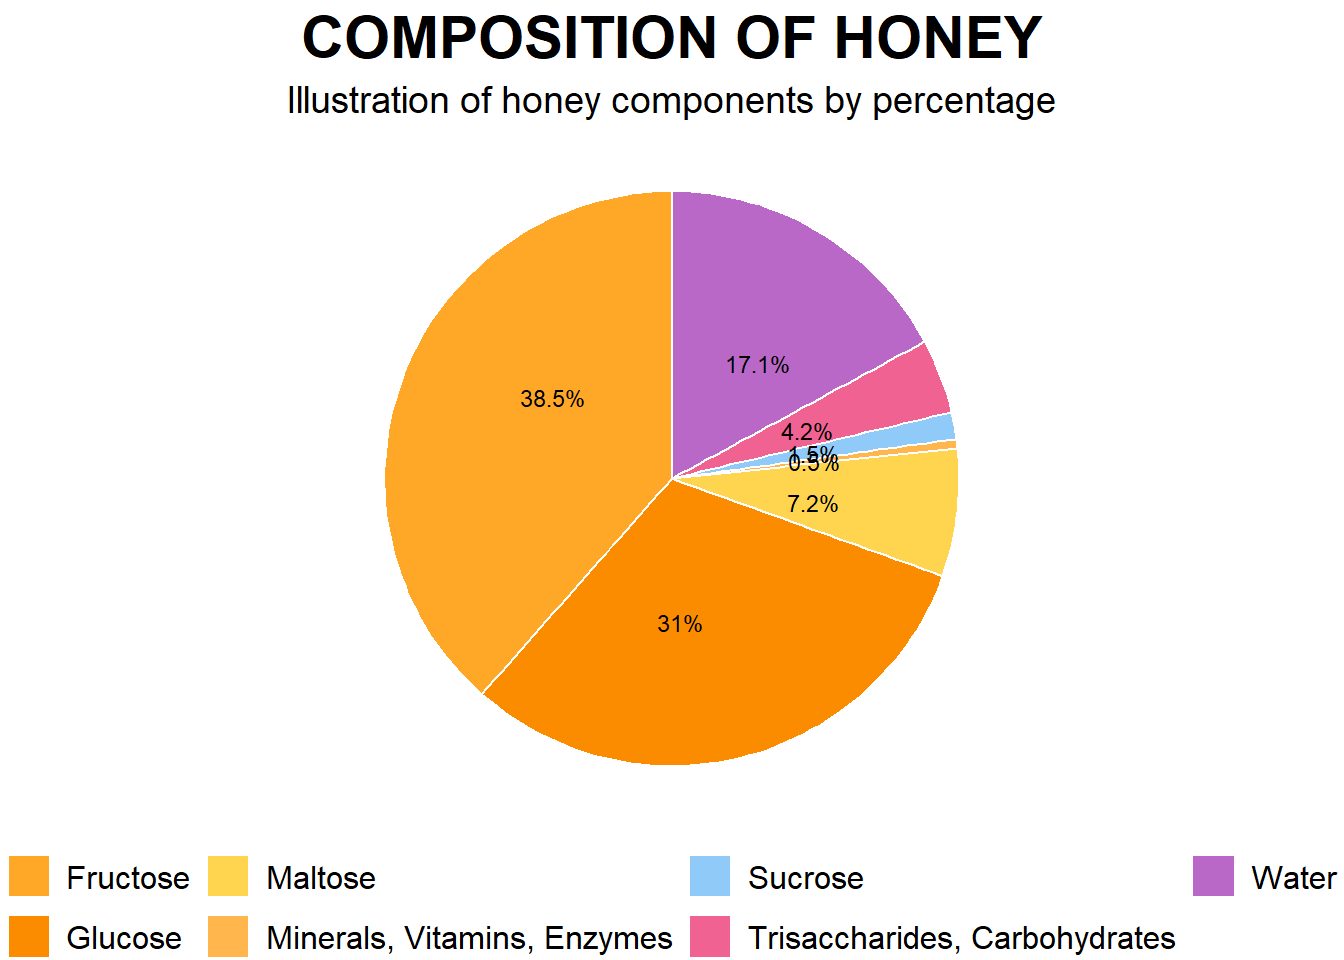 COMPOSITION OF HONEY
Illustration of honey components by percentage
17.1%
38.5%
4.2%
1.5%
0.5%
7.2%
31%
Fructose Maltose Sucrose Water
Glucose Minerals, Vitamins, Enzymes Trisaccharides, Carbohydrates